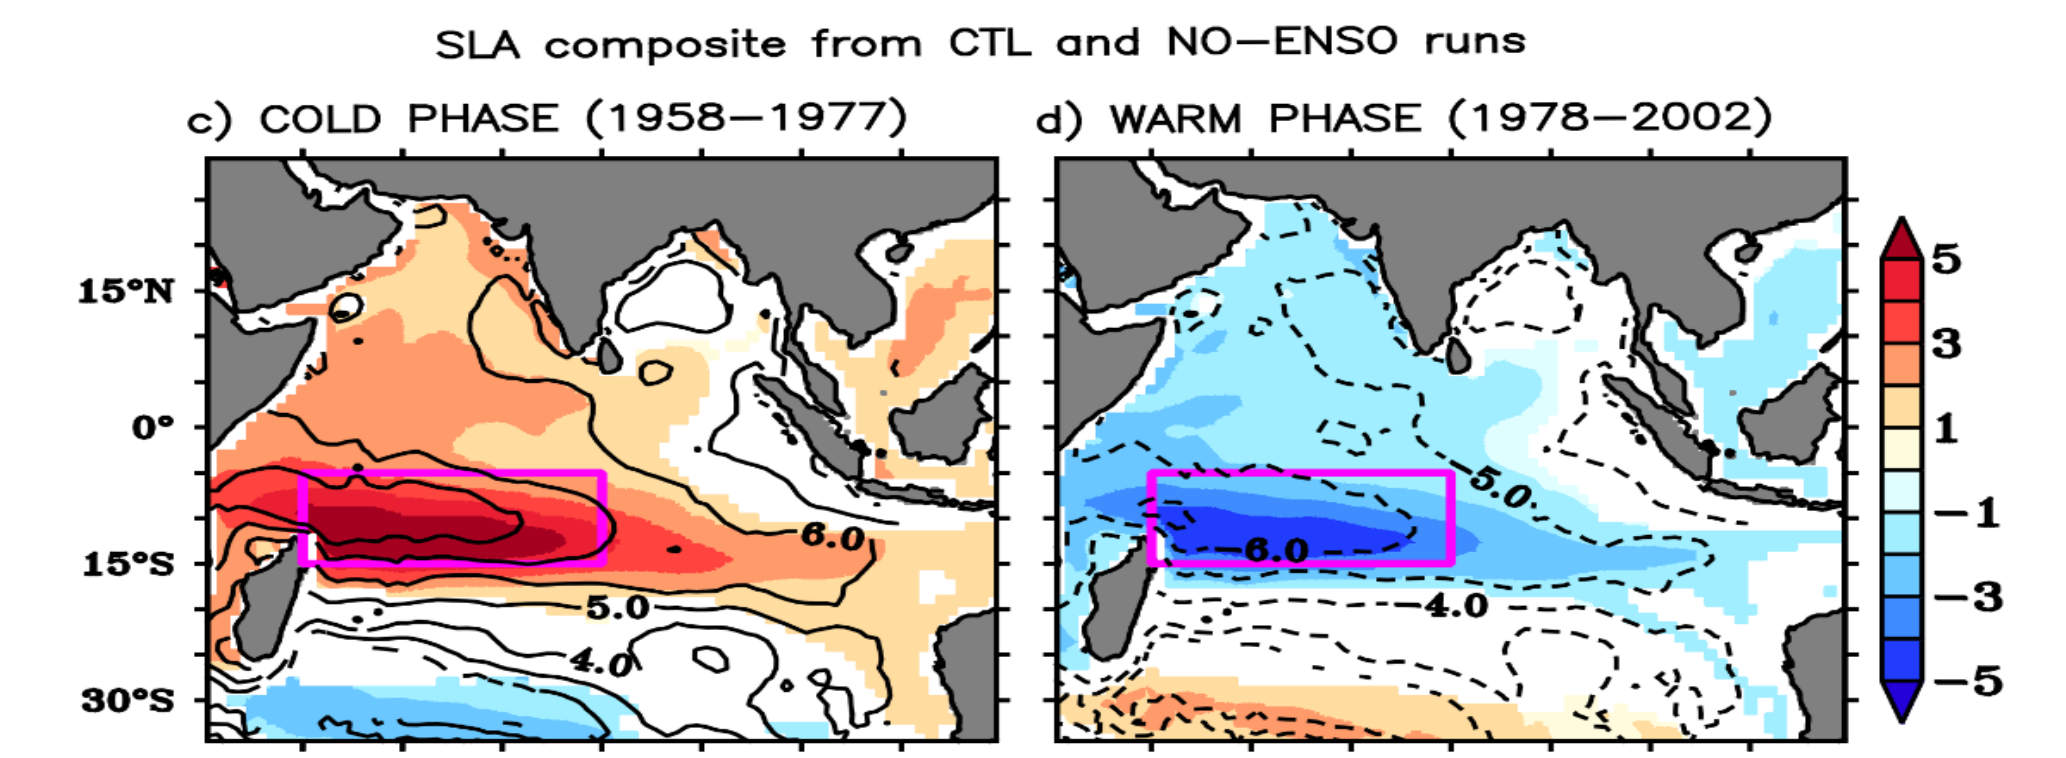 SLA composite from CTL and NO−ENSO runs
c) COLD PHASE (1958−1977)
d) WARM PHASE (1978−2002)
15°N
0°
15°S
30°S
6.0
5.0
4.0
5.0
6.0
4.0
5
3
1
−1
−3
−5